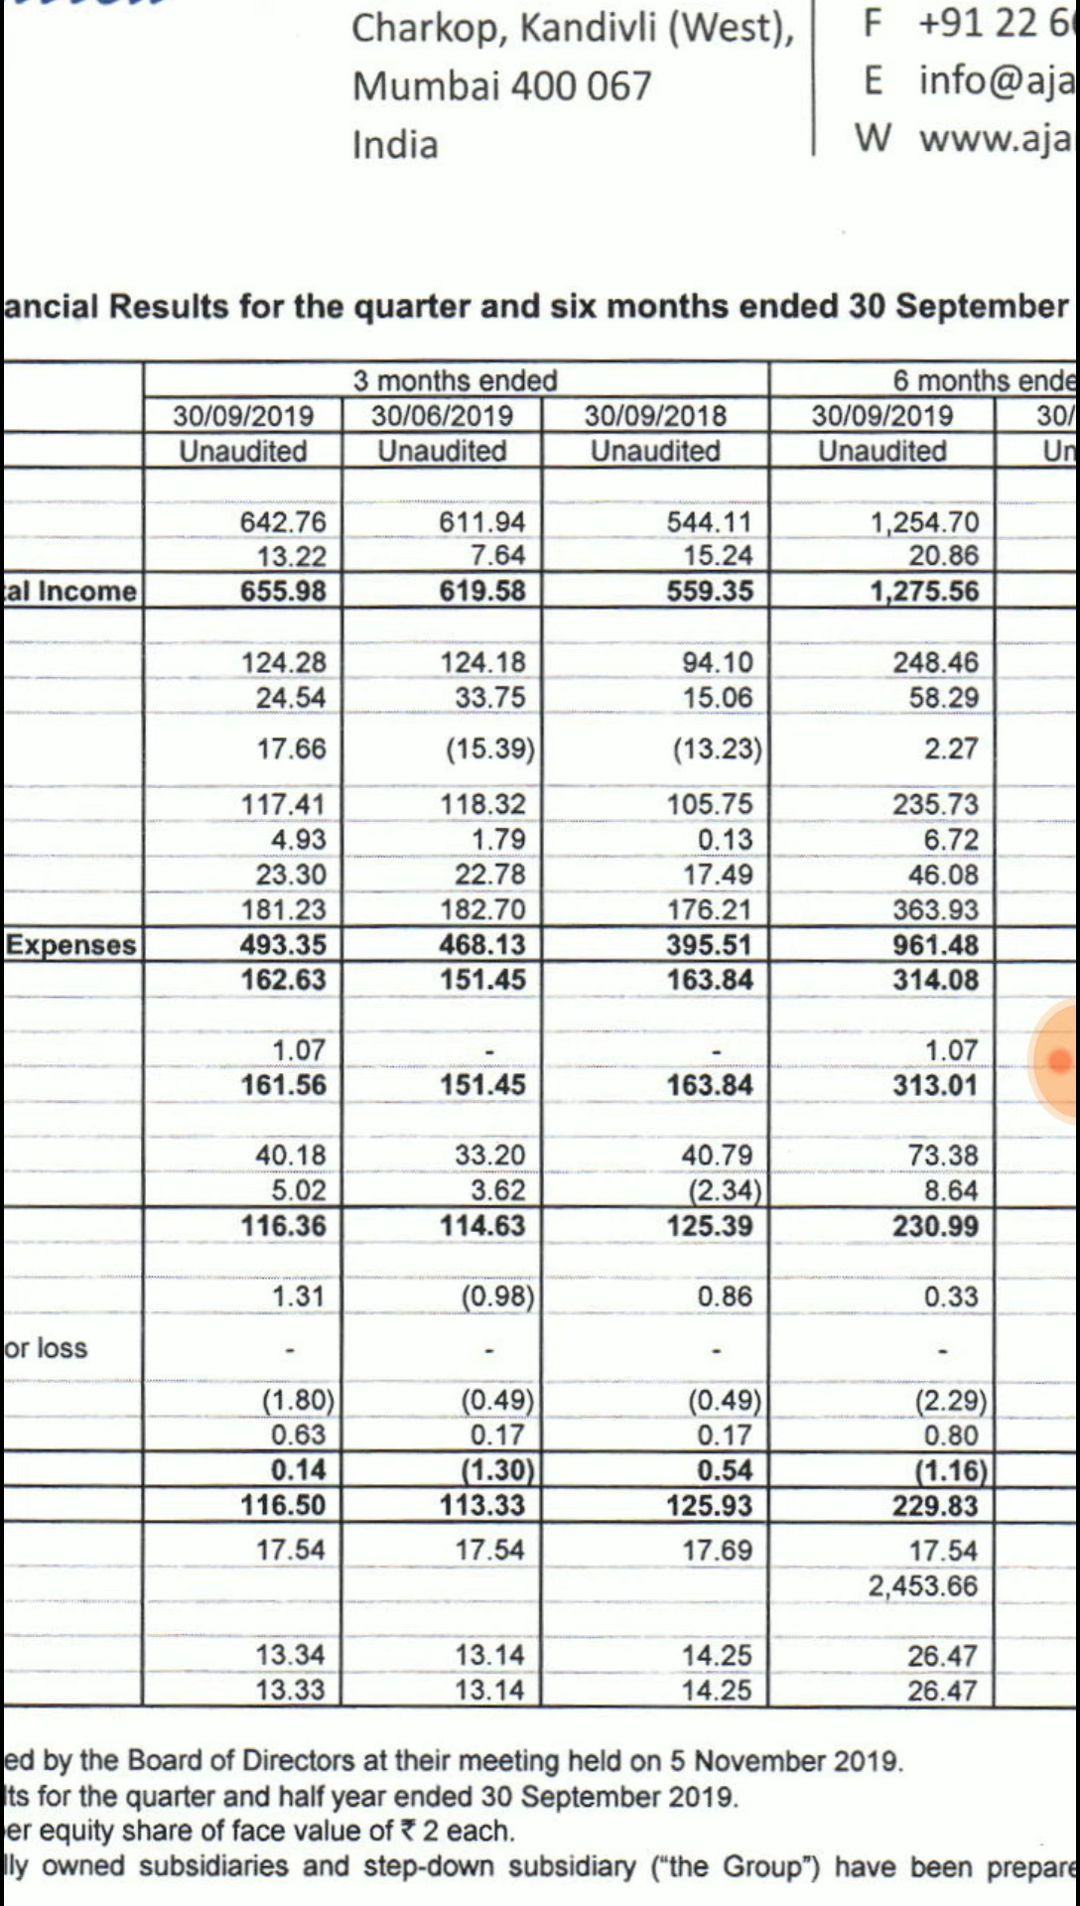 Charkop, Kandivli (West), F +91 22 6
Mumbai 400 067 E info@aja
India W www.aja
ancial Results for the quarter and six months ended 30 September
3 months ended 6 months ende
30/09/2019 30/06/2019 30/09/2018 30/09/2019 30/
Unaudited Unaudited Unaudited Unaudited Un
642.76 611.94 544.11 1,254.70
13.22 7.64 15.24 20.86
al Income 655.98 619.58 559.35 1,275.56
124.28 124.18 94.10 248.46
24.54 33.75 15.06 58.29
17.66 (15.39) (13.23) 2.27
117.41 118.32 105.75 235.73
4.93 1.79 0.13 6.72
23.30 22.78 17.49 46.08
181.23 182.70 176.21 363.93
Expenses 493.35 468.13 395.51 961.48
162.63 151.45 163.84 314.08
1.07 - - 1.07
161.56 151.45 163.84 313.01
40.18 33.20 40.79 73.38
5.02 3.62 (2.34) 8.64
116.36 114.63 125.39 230.99
1.31 (0.98) 0.86 0.33
or loss - - - -
(1.80) (0.49) (0.49) (2.29)
0.63 0.17 0.17 0.80
0.14 (1.30) 0.54 (1.16)
116.50 113.33 125.93 229.83
17.54 17.54 17.69 17.54
2,453.66
13.34 13.14 14.25 26.47
13.33 13.14 14.25 26.47
ed by the Board of Directors at their meeting held on 5 November 2019.
lts for the quarter and half year ended 30 September 2019.
er equity share of face value of ₹ 2 each.
lly owned subsidiaries and step-down subsidiary ("the Group") have been prepare